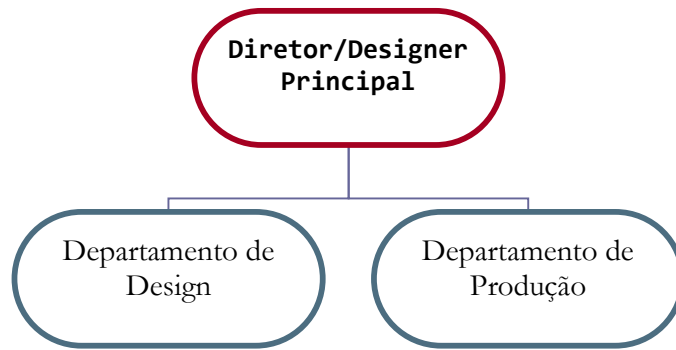 Diretor/Designer
Principal
Departamento de
Design
Departamento de
Produção